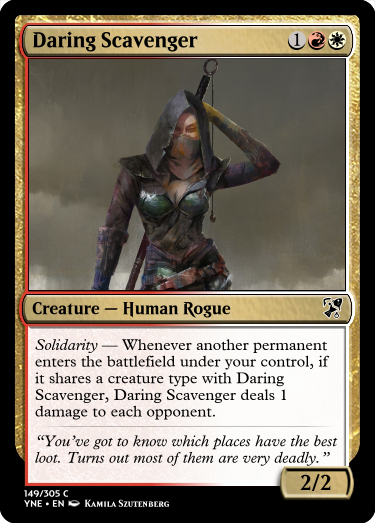 Daring Scavenger 1
Creature — Human Rogue
Solidarity — Whenever another permanent
enters the battlefield under your control, if
it shares a creature type with Daring
Scavenger, Daring Scavenger deals 1
damage to each opponent.
“You’ve got to know which places have the best
loot. Turns out most of them are very deadly.”
2/2
149/305 C
YNE • EN Kamila Szutenberg